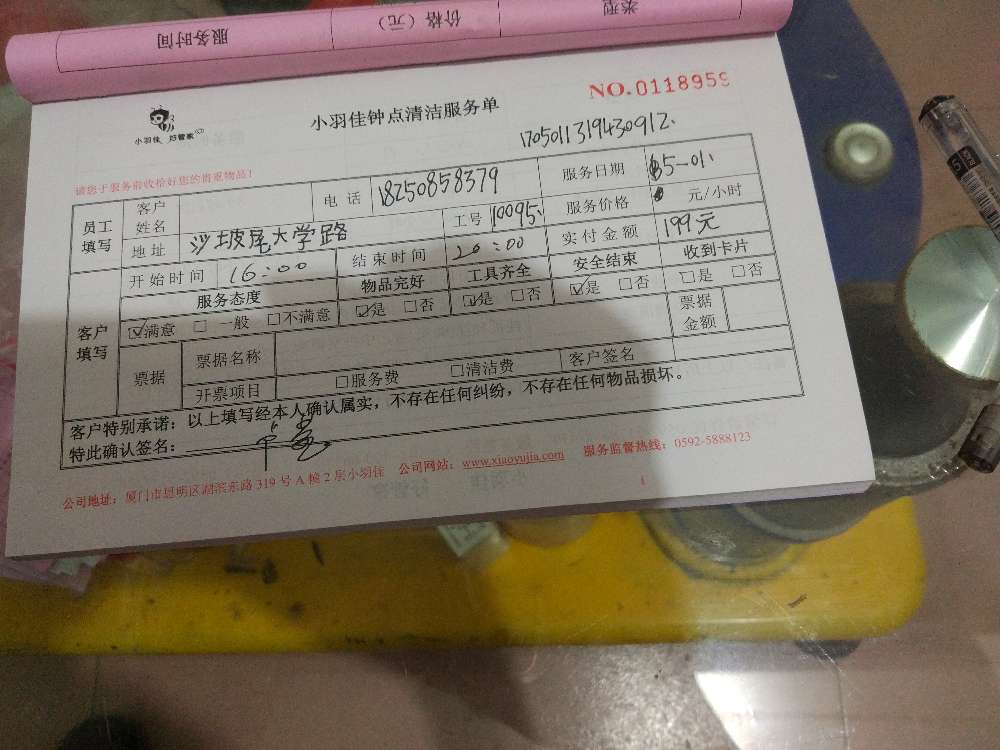 类型 价格（元） 服务时间
小羽佳 好管家
小羽佳钟点清洁服务单
NO.0118959
1705011319430912.
请您于服务前收拾好您的贵重物品!
员工填写 客户姓名 电话 18250858379 服务日期 5-01.
地址 沙坡尾大学路 工号 10095. 服务价格 元/小时
客户填写 开始时间 16:00 结束时间 20:00 实付金额 199元
服务态度 物品完好 工具齐全 安全结束 收到卡片
☑满意 □一般 □不满意 ☑是 □否 ☑是 □否 ☑是 □否 □是 □否
票据 票据名称 票据金额
开票项目 □服务费 □清洁费 客户签名
客户特别承诺：以上填写经本人确认属实，不存在任何纠纷，不存在任何物品损坏。
特此确认签名：
公司地址：厦门市思明区湖滨东路319号A幢2层小羽佳 公司网站：www.xiaoyujia.com 服务监督热线：0592-5888123
1